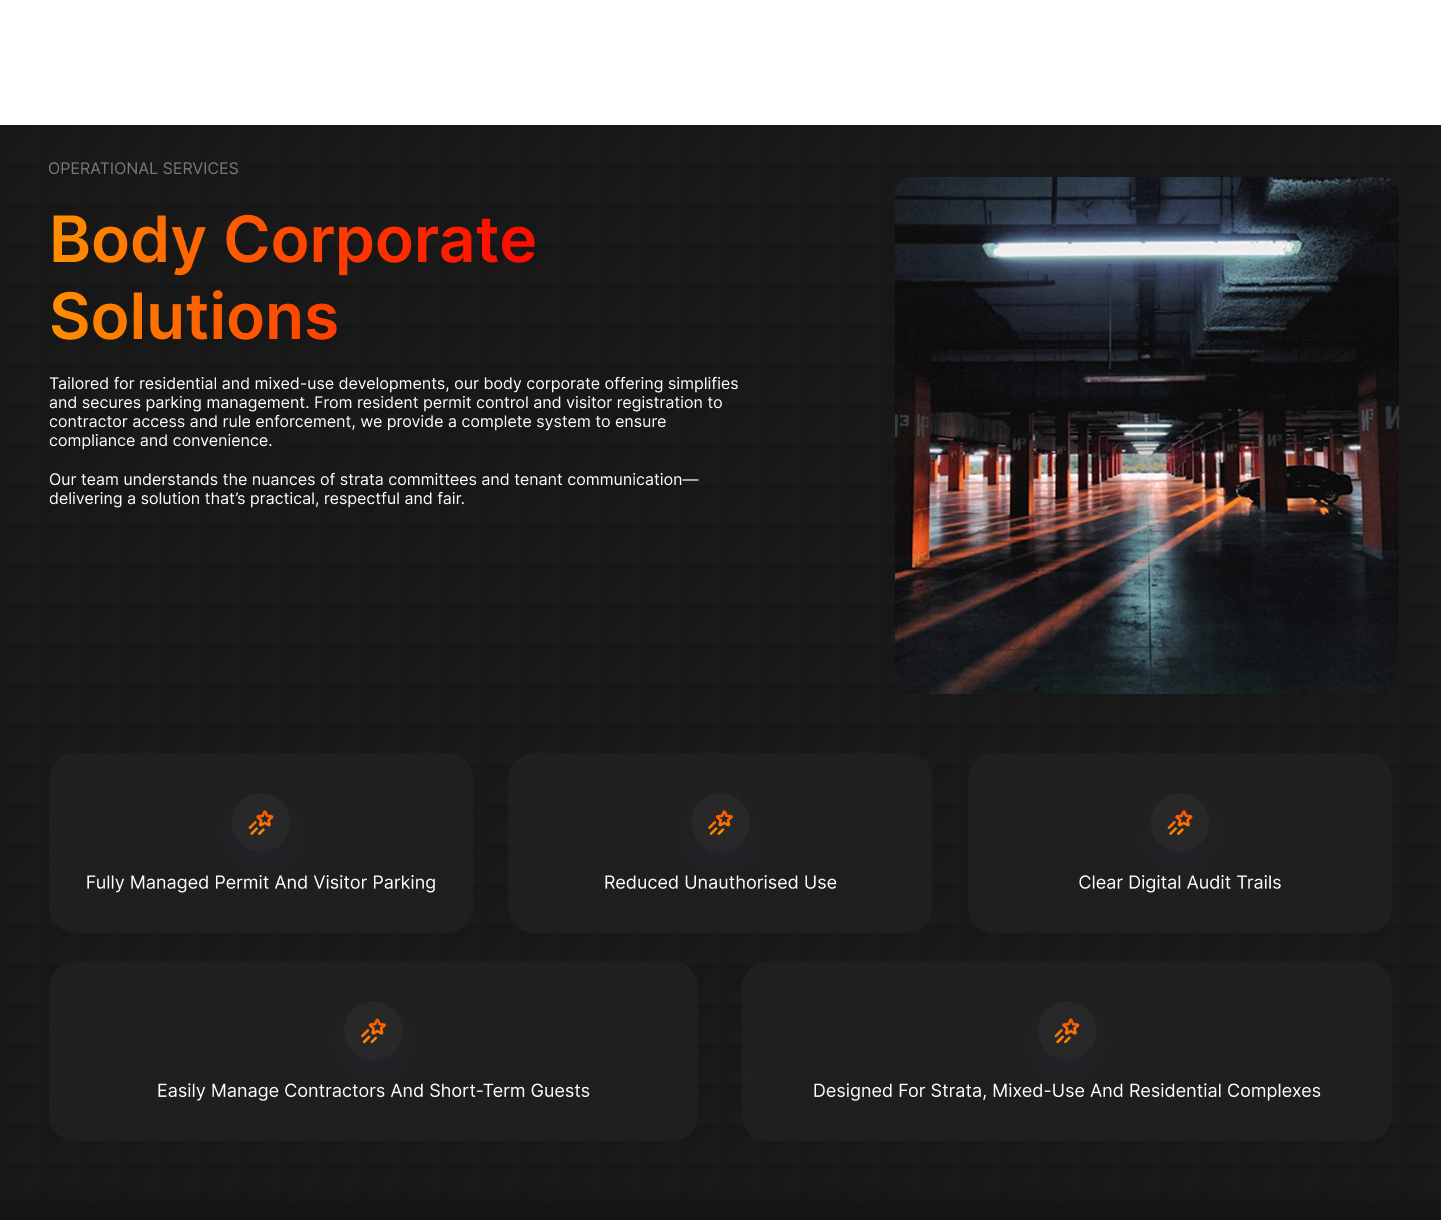 OPERATIONAL SERVICES
Body Corporate
Solutions
Tailored for residential and mixed-use developments, our body corporate offering simplifies
and secures parking management. From resident permit control and visitor registration to
contractor access and rule enforcement, we provide a complete system to ensure
compliance and convenience.
Our team understands the nuances of strata committees and tenant communication—
delivering a solution that’s practical, respectful and fair.
Fully Managed Permit And Visitor Parking
Reduced Unauthorised Use
Clear Digital Audit Trails
Easily Manage Contractors And Short-Term Guests
Designed For Strata, Mixed-Use And Residential Complexes